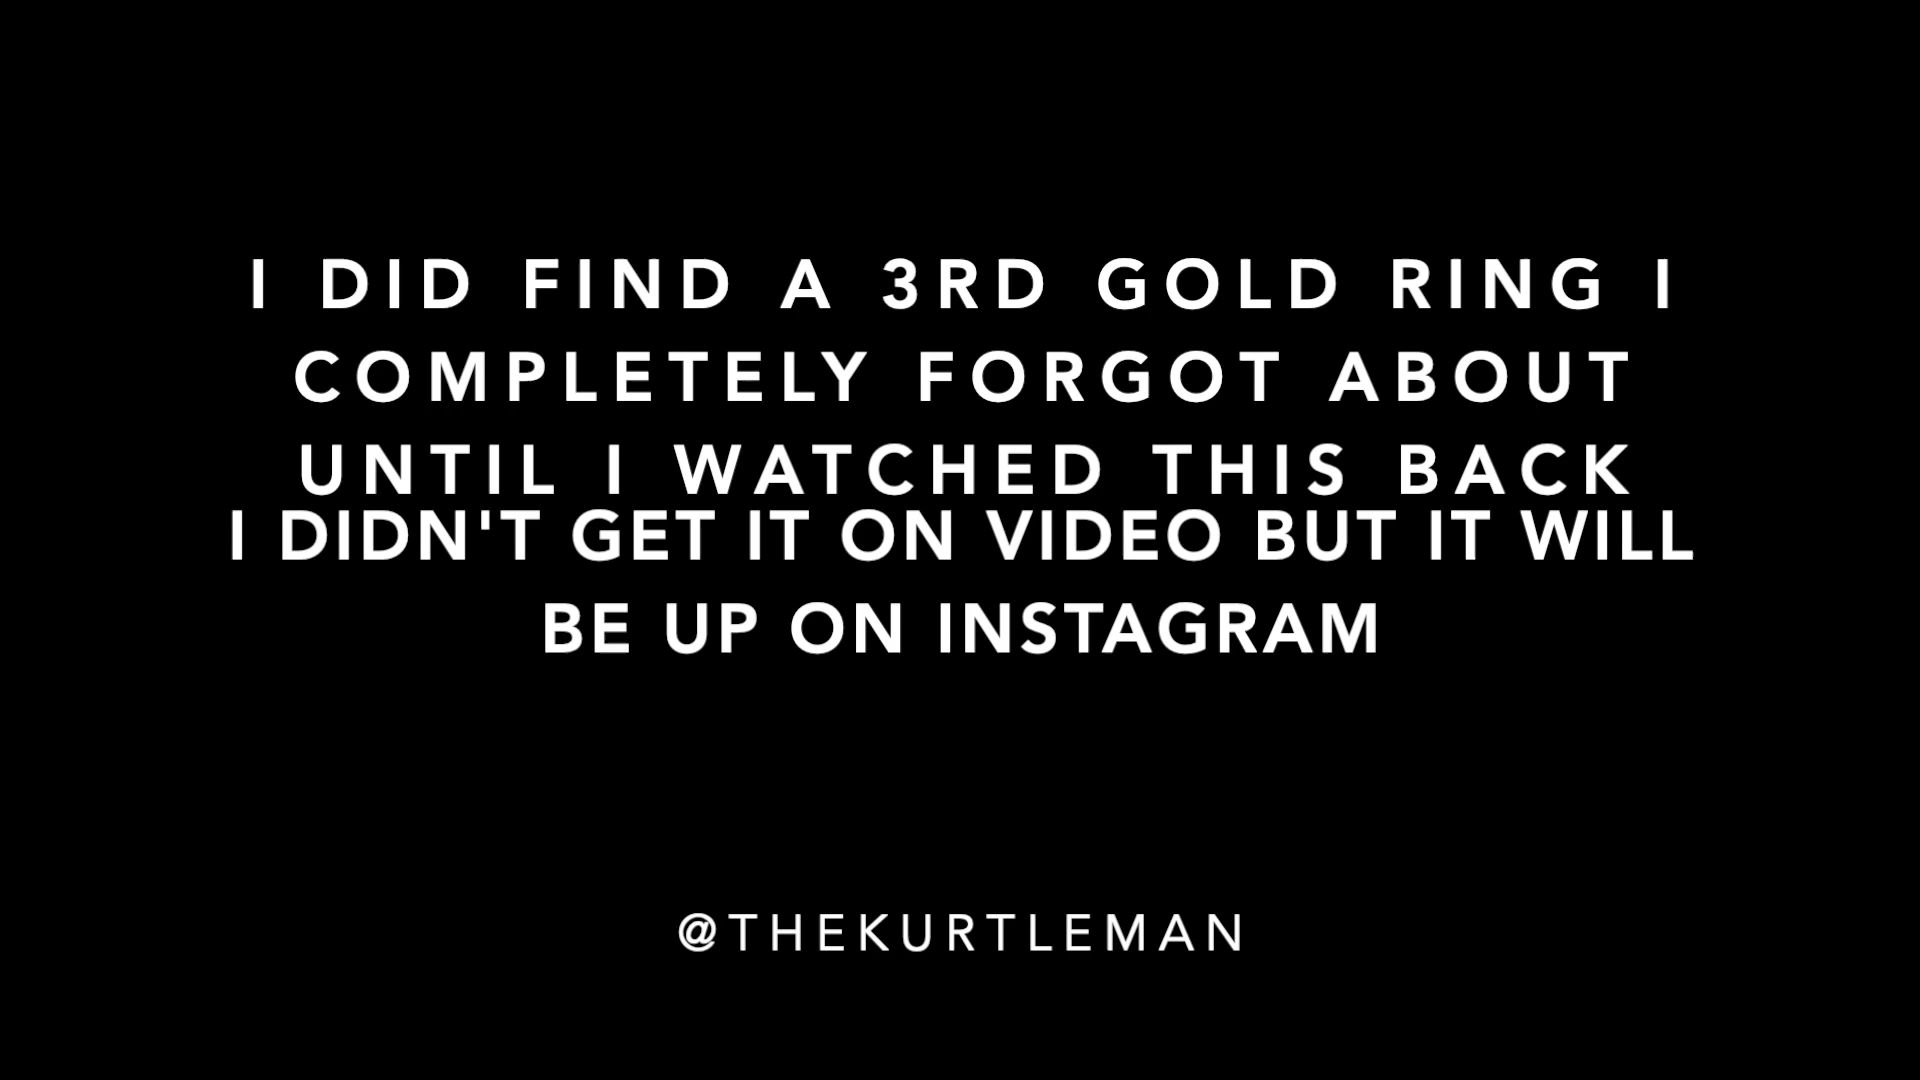 I DID FIND A 3RD GOLD RING I
COMPLETELY FORGOT ABOUT
UNTIL I WATCHED THIS BACK
I DIDN'T GET IT ON VIDEO BUT IT WILL
BE UP ON INSTAGRAM
@THEKURTLEMAN